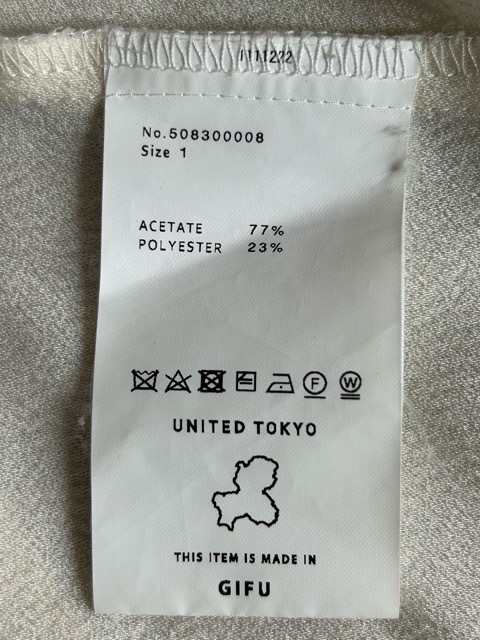 No.508300008
Size 1
ACETATE 77%
POLYESTER 23%
F W
UNITED TOKYO
THIS ITEM IS MADE IN
GIFU